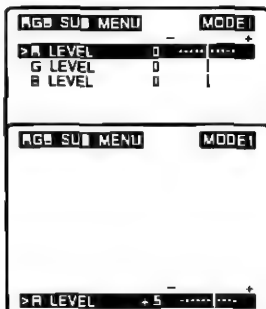 RGB SUB MENU MODE1
- +
>R LEVEL 0
G LEVEL 0
B LEVEL 0
RGB SUB MENU MODE1
- +
>R LEVEL +5